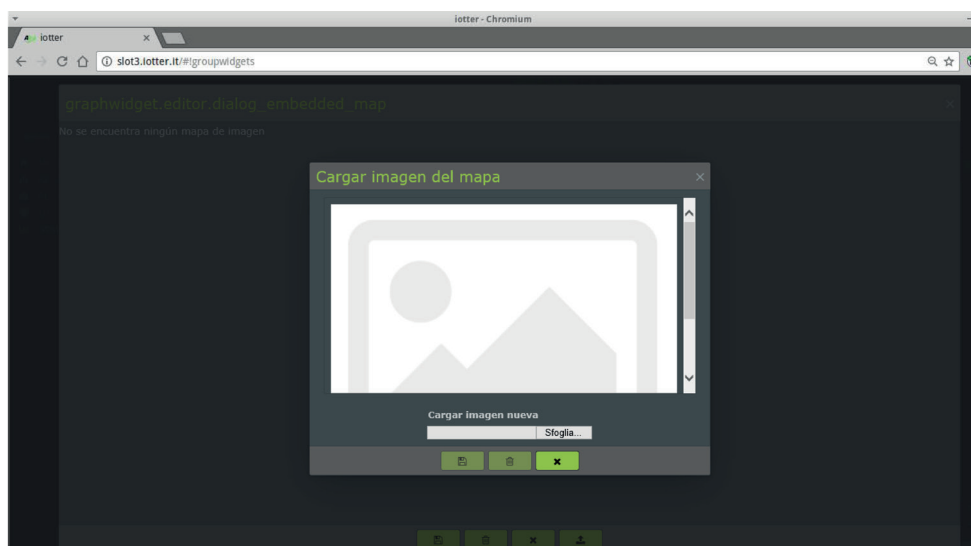 iotter - Chromium
iotter
slot3.iotter.it/#!groupwidgets
graphwidget.editor.dialog_embedded_map
No se encuentra ningún mapa de imagen
Cargar imagen del mapa
Cargar imagen nueva
Sfoglia...